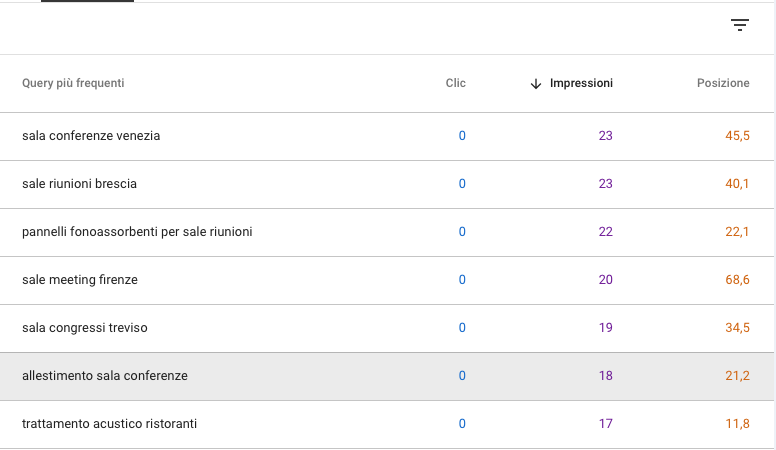 Query più frequenti Clic Impressioni Posizione
sala conferenze venezia 0 23 45,5
sale riunioni brescia 0 23 40,1
pannelli fonoassorbenti per sale riunioni 0 22 22,1
sale meeting firenze 0 20 68,6
sala congressi treviso 0 19 34,5
allestimento sala conferenze 0 18 21,2
trattamento acustico ristoranti 0 17 11,8